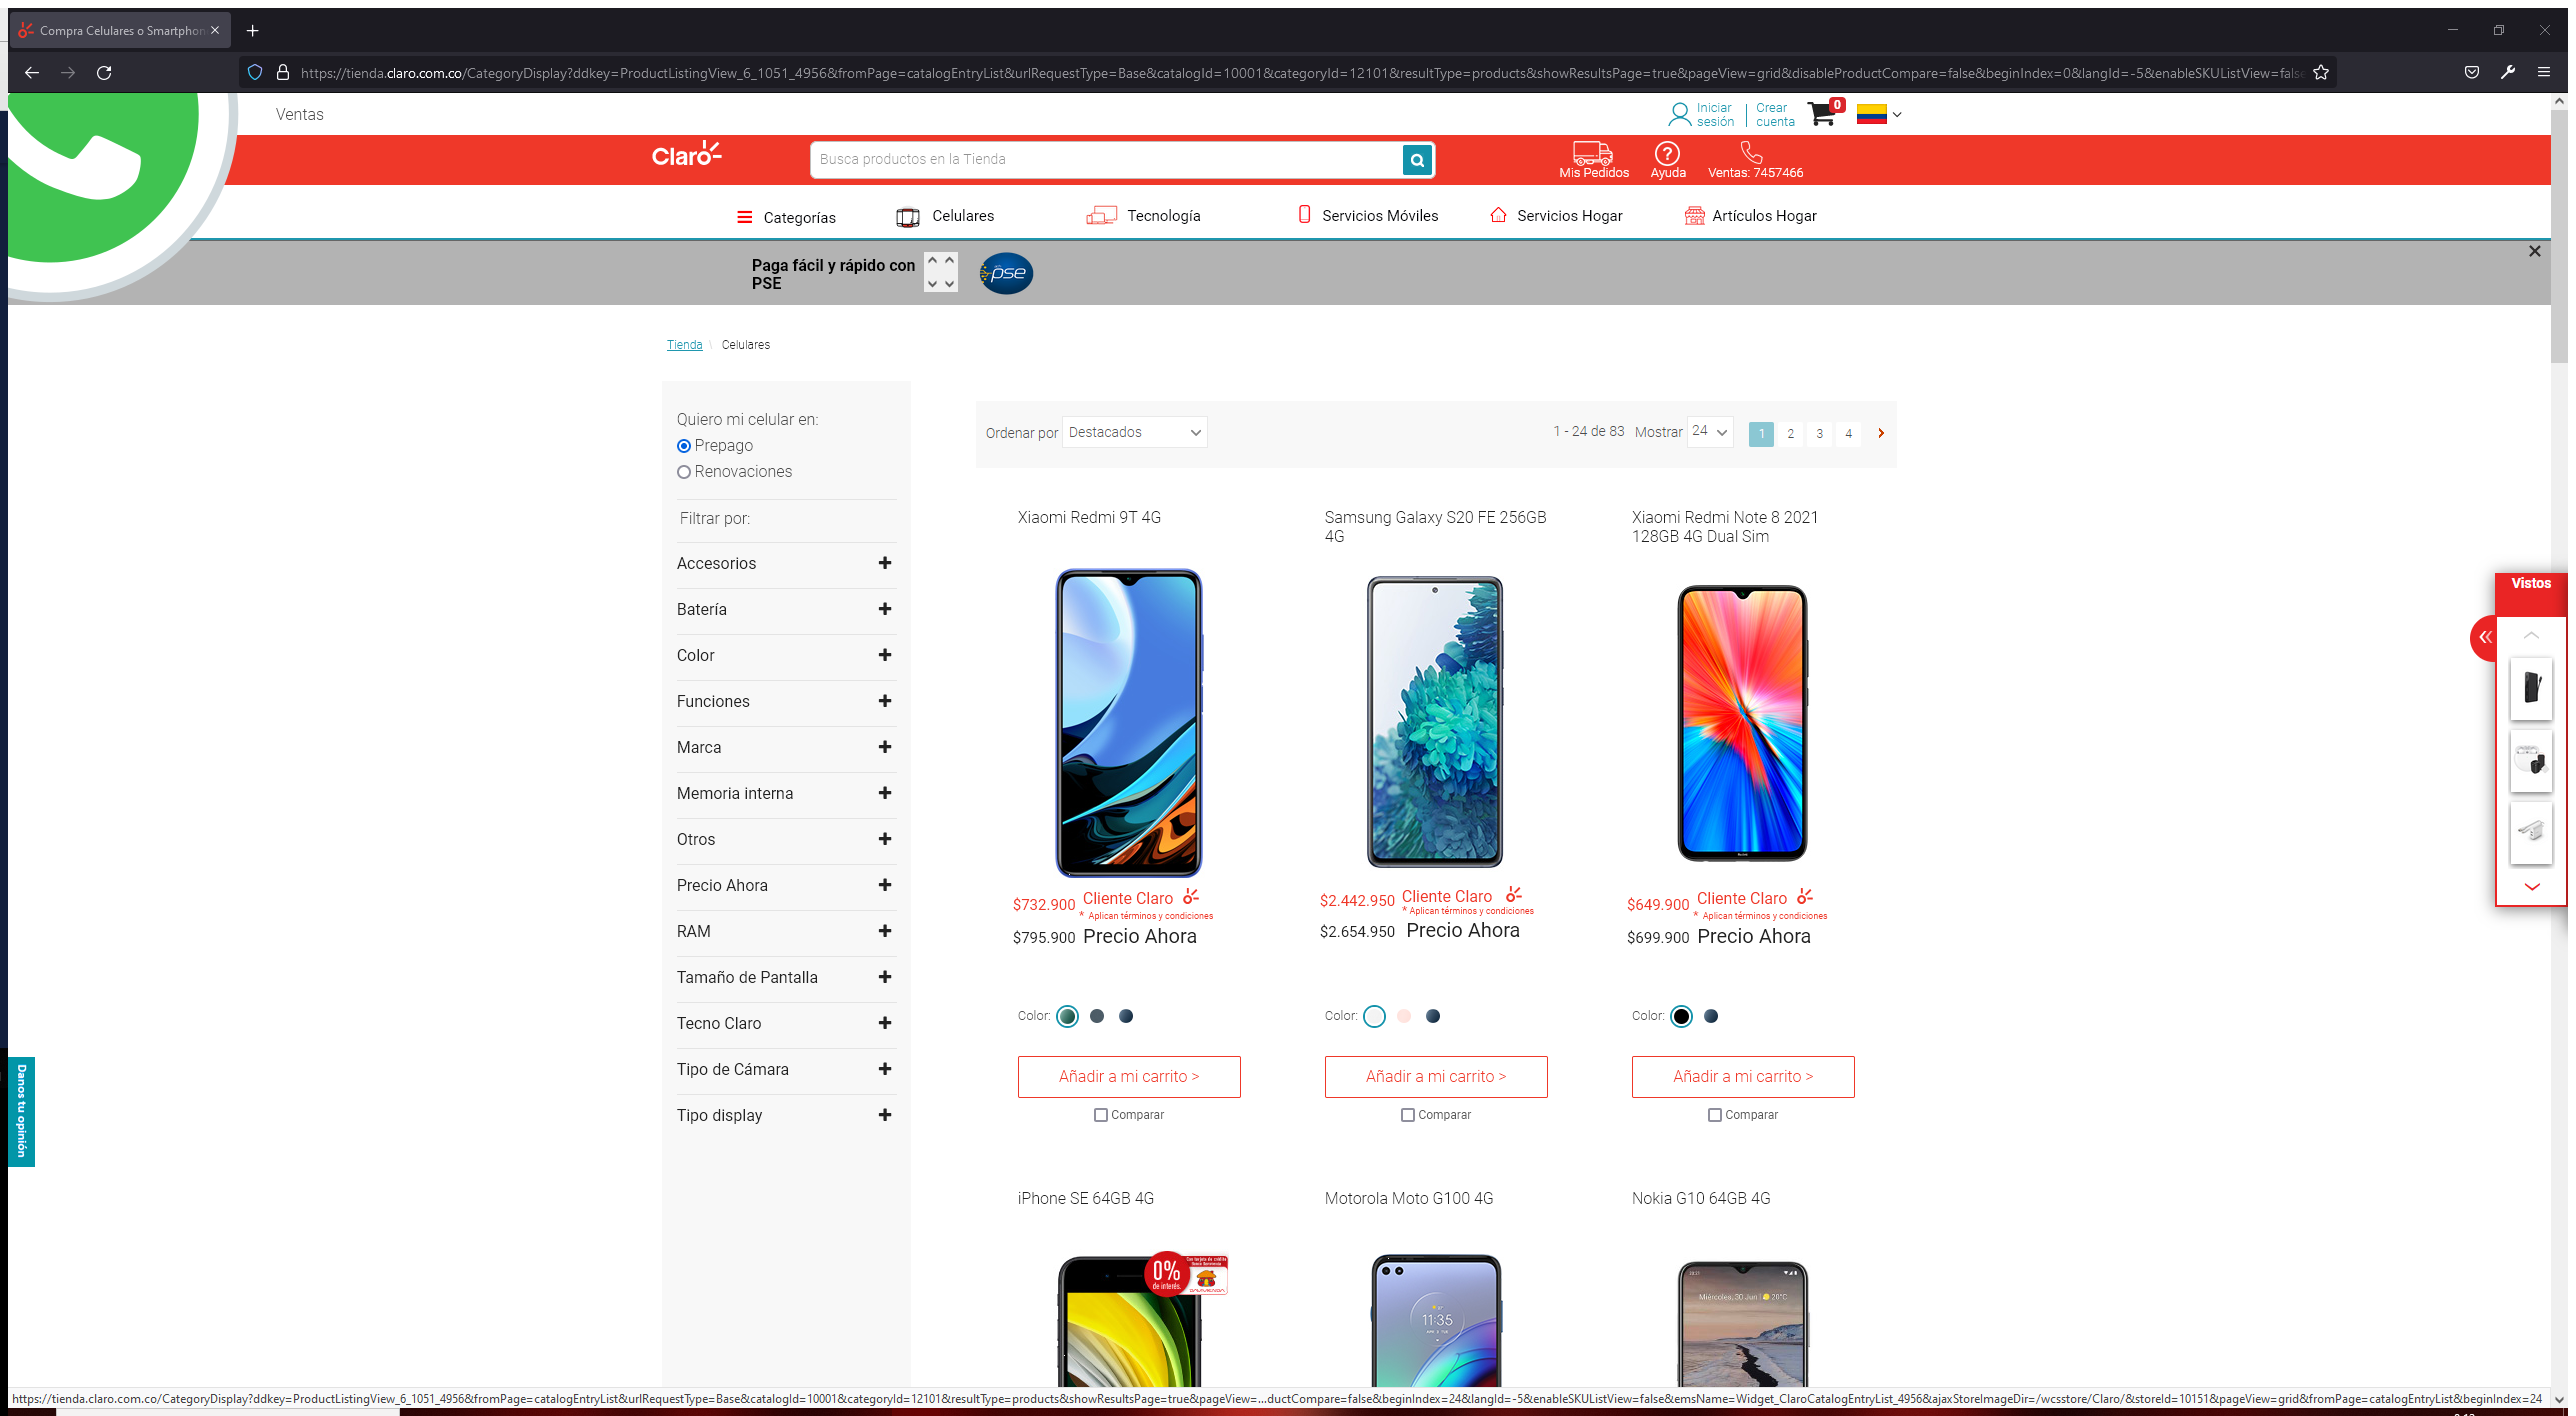 Compra Celulares o Smartphon
https://tienda.claro.com.co/CategoryDisplay?ddkey=ProductListingView_6_1051_4956&fromPage=catalogEntryList&urlRequestType=Base&catalogId=10001&categoryId=12101&resultType=products&showResultsPage=true&pageView=grid&disableProductCompare=false&beginIndex=0&langId=-5&enableSKUListView=false
Ventas
Iniciar sesión
Crear cuenta
0
Claro
Busca productos en la Tienda
Mis Pedidos
Ayuda
Ventas: 7457466
Categorías
Celulares
Tecnología
Servicios Móviles
Servicios Hogar
Artículos Hogar
Paga fácil y rápido con
PSE
pse
Tienda \ Celulares
Quiero mi celular en:
Prepago
Renovaciones
Filtrar por:
Accesorios
Batería
Color
Funciones
Marca
Memoria interna
Otros
Precio Ahora
RAM
Tamaño de Pantalla
Tecno Claro
Tipo de Cámara
Tipo display
Ordenar por Destacados
1 - 24 de 83 Mostrar 24 1 2 3 4
Xiaomi Redmi 9T 4G
$732.900 Cliente Claro
* Aplican términos y condiciones
$795.900 Precio Ahora
Color:
Añadir a mi carrito >
Comparar
Samsung Galaxy S20 FE 256GB
4G
$2.442.950 Cliente Claro
* Aplican términos y condiciones
$2.654.950 Precio Ahora
Color:
Añadir a mi carrito >
Comparar
Xiaomi Redmi Note 8 2021
128GB 4G Dual Sim
$649.900 Cliente Claro
* Aplican términos y condiciones
$699.900 Precio Ahora
Color:
Añadir a mi carrito >
Comparar
iPhone SE 64GB 4G
0%
de interés.
Motorola Moto G100 4G
11:35
Nokia G10 64GB 4G
Miércoles, 30 Jun | 20°C
Vistos
Danos tu opinión
https://tienda.claro.com.co/CategoryDisplay?ddkey=ProductListingView_6_1051_4956&fromPage=catalogEntryList&urlRequestType=Base&catalogId=10001&categoryId=12101&resultType=products&showResultsPage=true&pageView=...ductCompare=false&beginIndex=24&langId=-5&enableSKUListView=false&emsName=Widget_ClaroCatalogEntryList_4956&ajaxStoreImageDir=/wcsstore/Claro/&storeId=10151&pageView=grid&fromPage=catalogEntryList&beginIndex=24